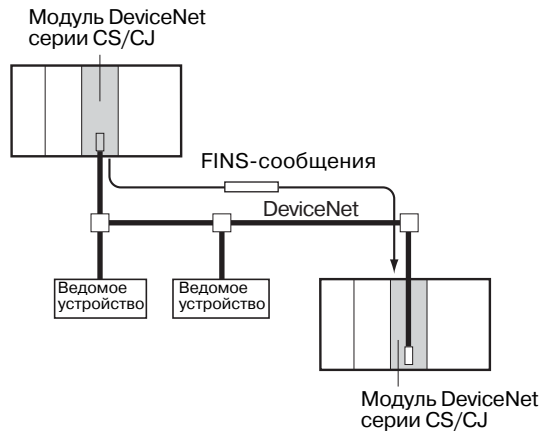 Модуль DeviceNet
серии CS/CJ
FINS-сообщения
DeviceNet
Ведомое
устройство
Ведомое
устройство
Модуль DeviceNet
серии CS/CJ